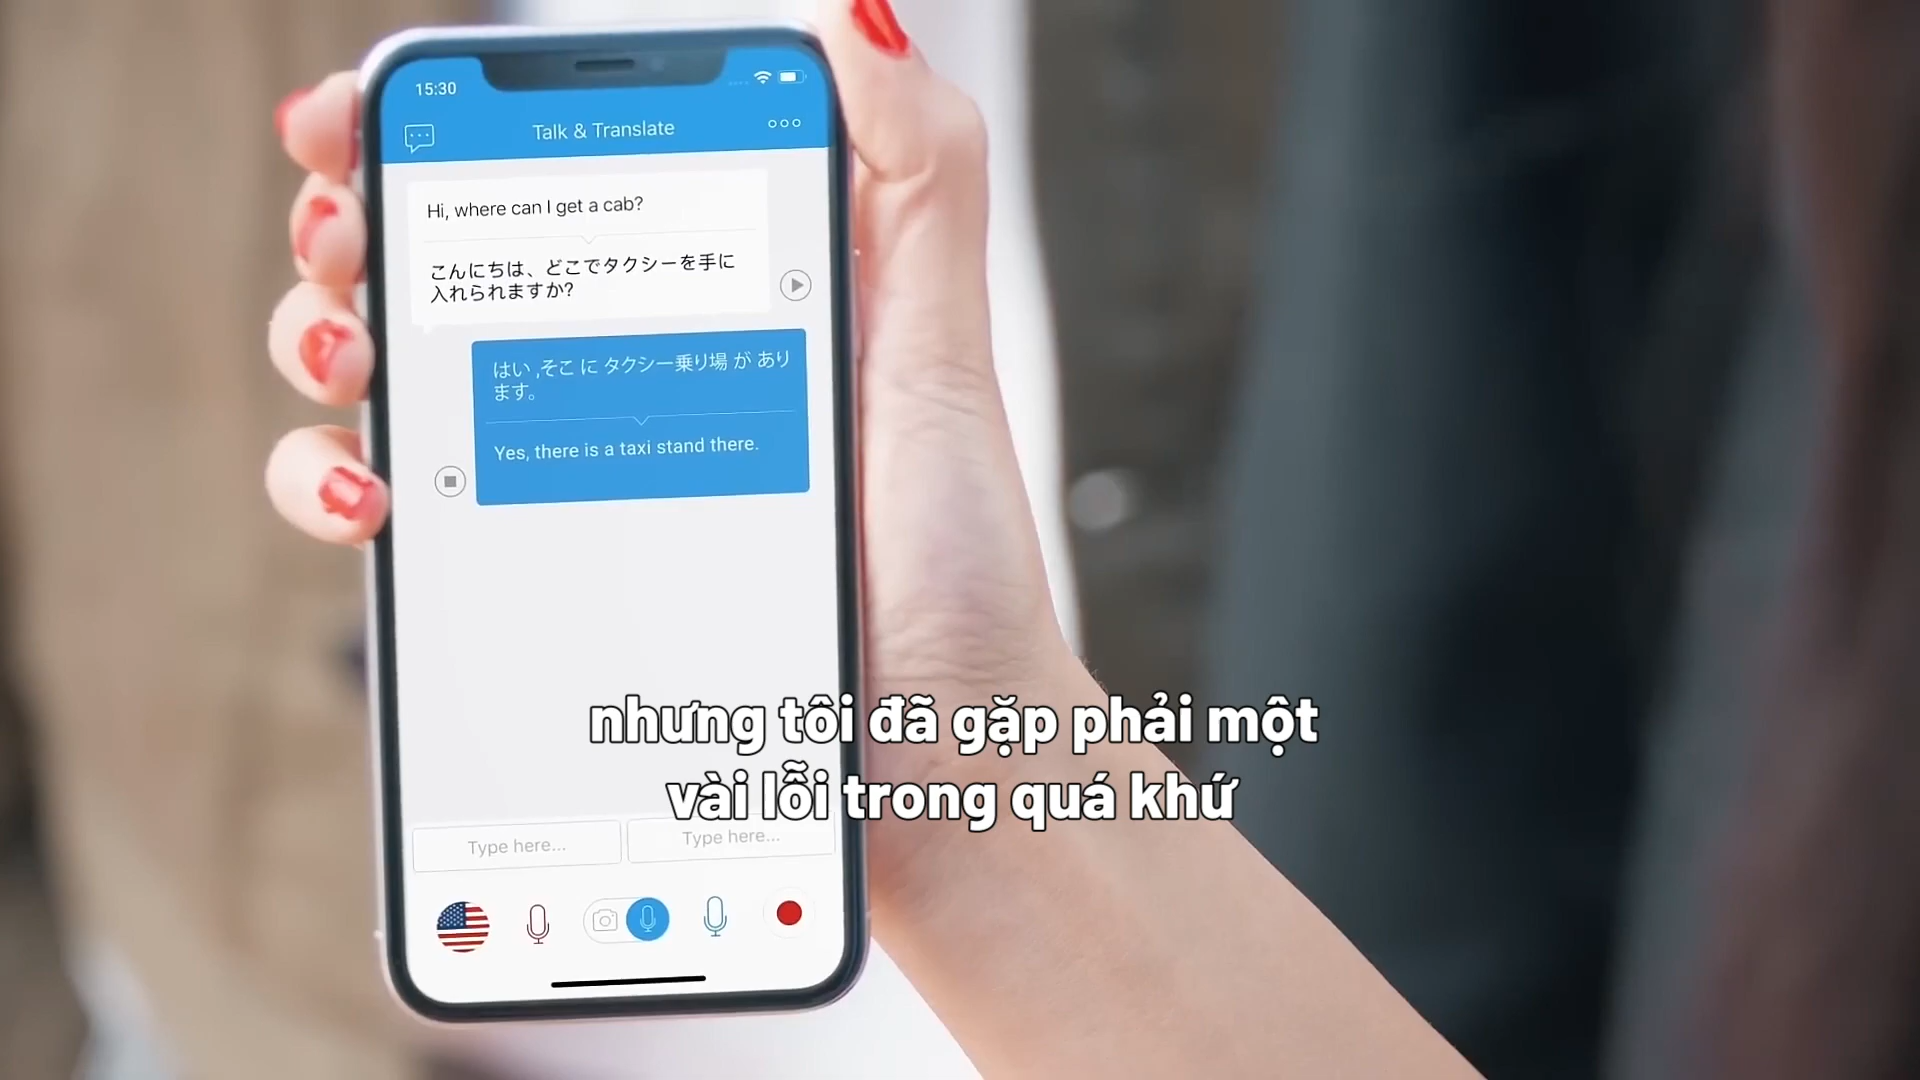 15:30
Talk & Translate
Hi, where can I get a cab?
こんにちは、どこでタクシーを手に
入れられますか?
はい ,そこ に タクシー乗り場 が あり
ます。
Yes, there is a taxi stand there.
nhưng tôi đã gặp phải một
vài lỗi trong quá khứ
Type here...
Type here...